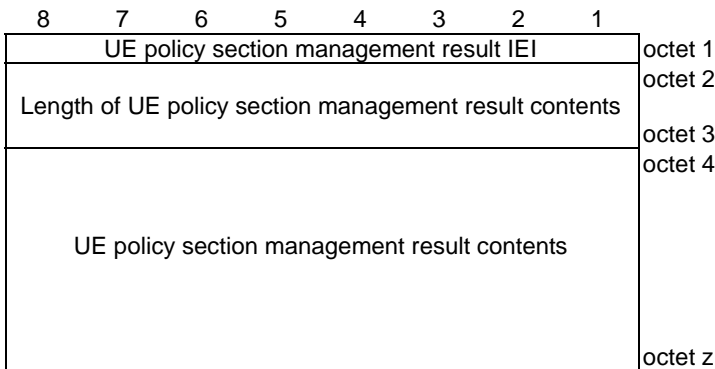 8 7 6 5 4 3 2 1
UE policy section management result IEI octet 1
octet 2
Length of UE policy section management result contents
octet 3
octet 4
UE policy section management result contents
octet z